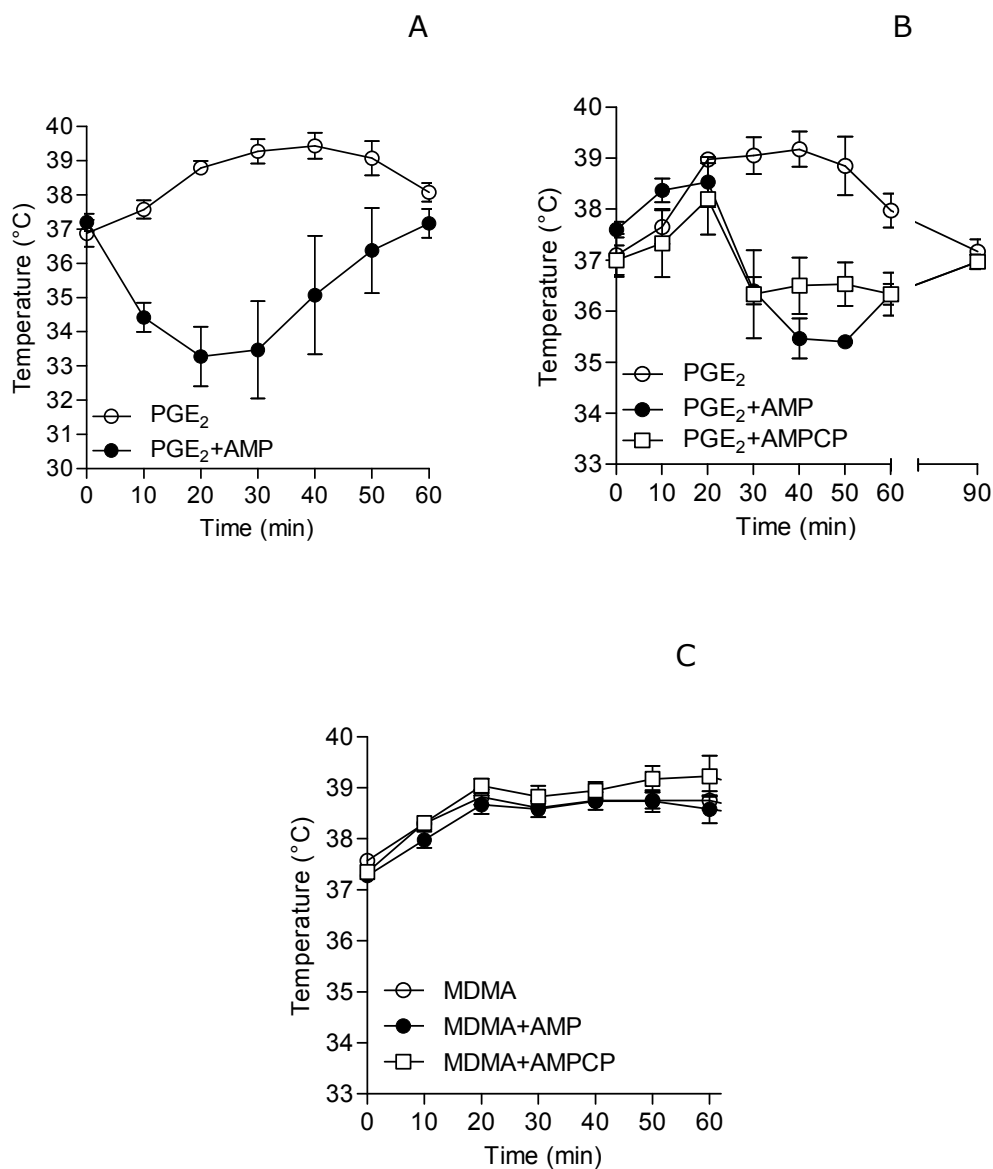 A
Temperature (°C)
40
39
38
37
36
35
34
33
32
31
30
PGE₂
PGE₂+AMP
0 10 20 30 40 50 60
Time (min)
B
Temperature (°C)
40
39
38
37
36
35
34
33
PGE₂
PGE₂+AMP
PGE₂+AMPCP
0 10 20 30 40 50 60 90
Time (min)
C
Temperature (°C)
40
39
38
37
36
35
34
33
MDMA
MDMA+AMP
MDMA+AMPCP
0 10 20 30 40 50 60
Time (min)